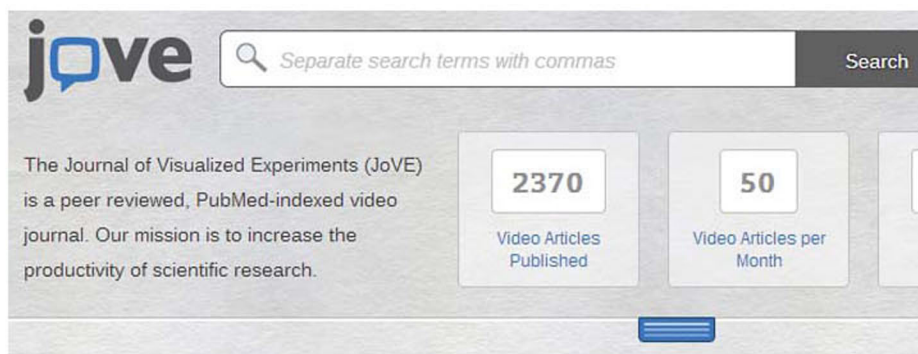 jove
Separate search terms with commas
Search
The Journal of Visualized Experiments (JoVE)
is a peer reviewed, PubMed-indexed video
journal. Our mission is to increase the
productivity of scientific research.
2370
Video Articles
Published
50
Video Articles per
Month